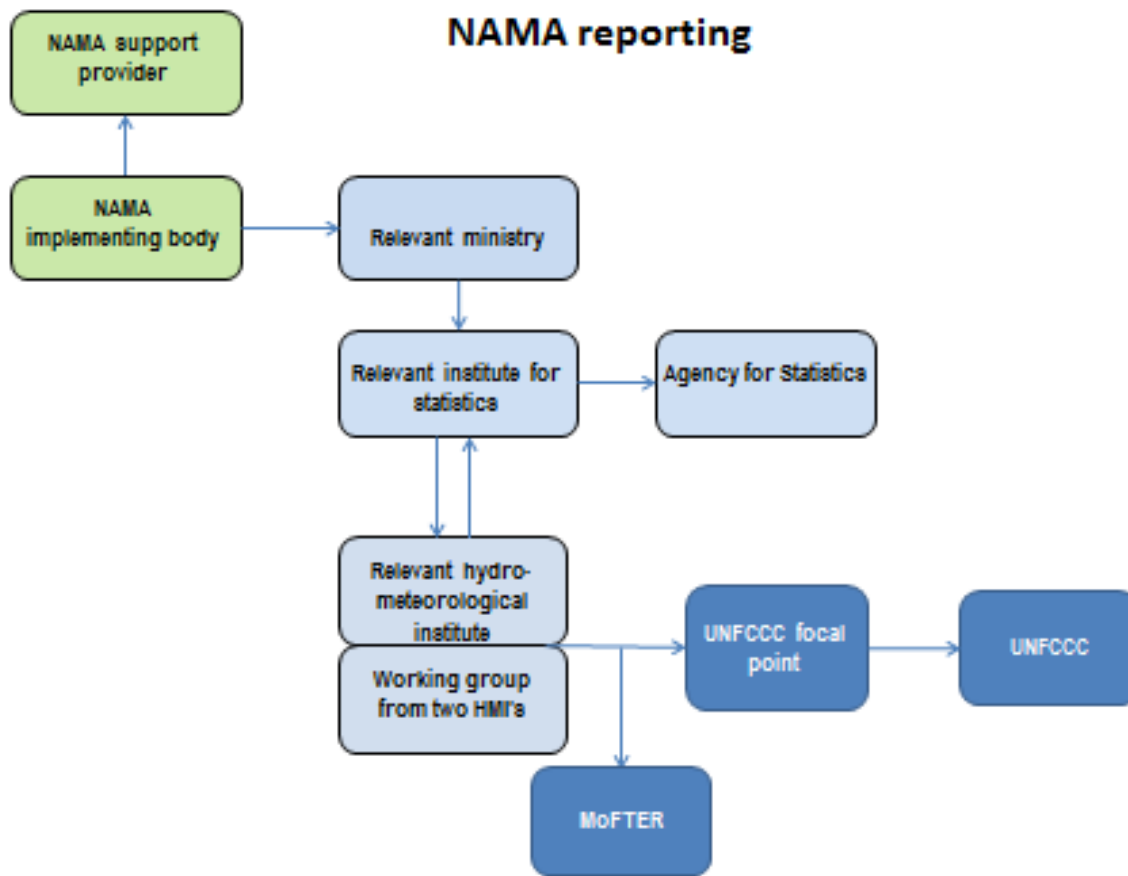 NAMA reporting
NAMA support
provider
NAMA
implementing body
Relevant ministry
Relevant institute for
statistics
Agency for Statistics
Relevant hydro-
meteorological
institute
Working group
from two HMI's
UNFCCC focal
point
UNFCCC
MoFTER